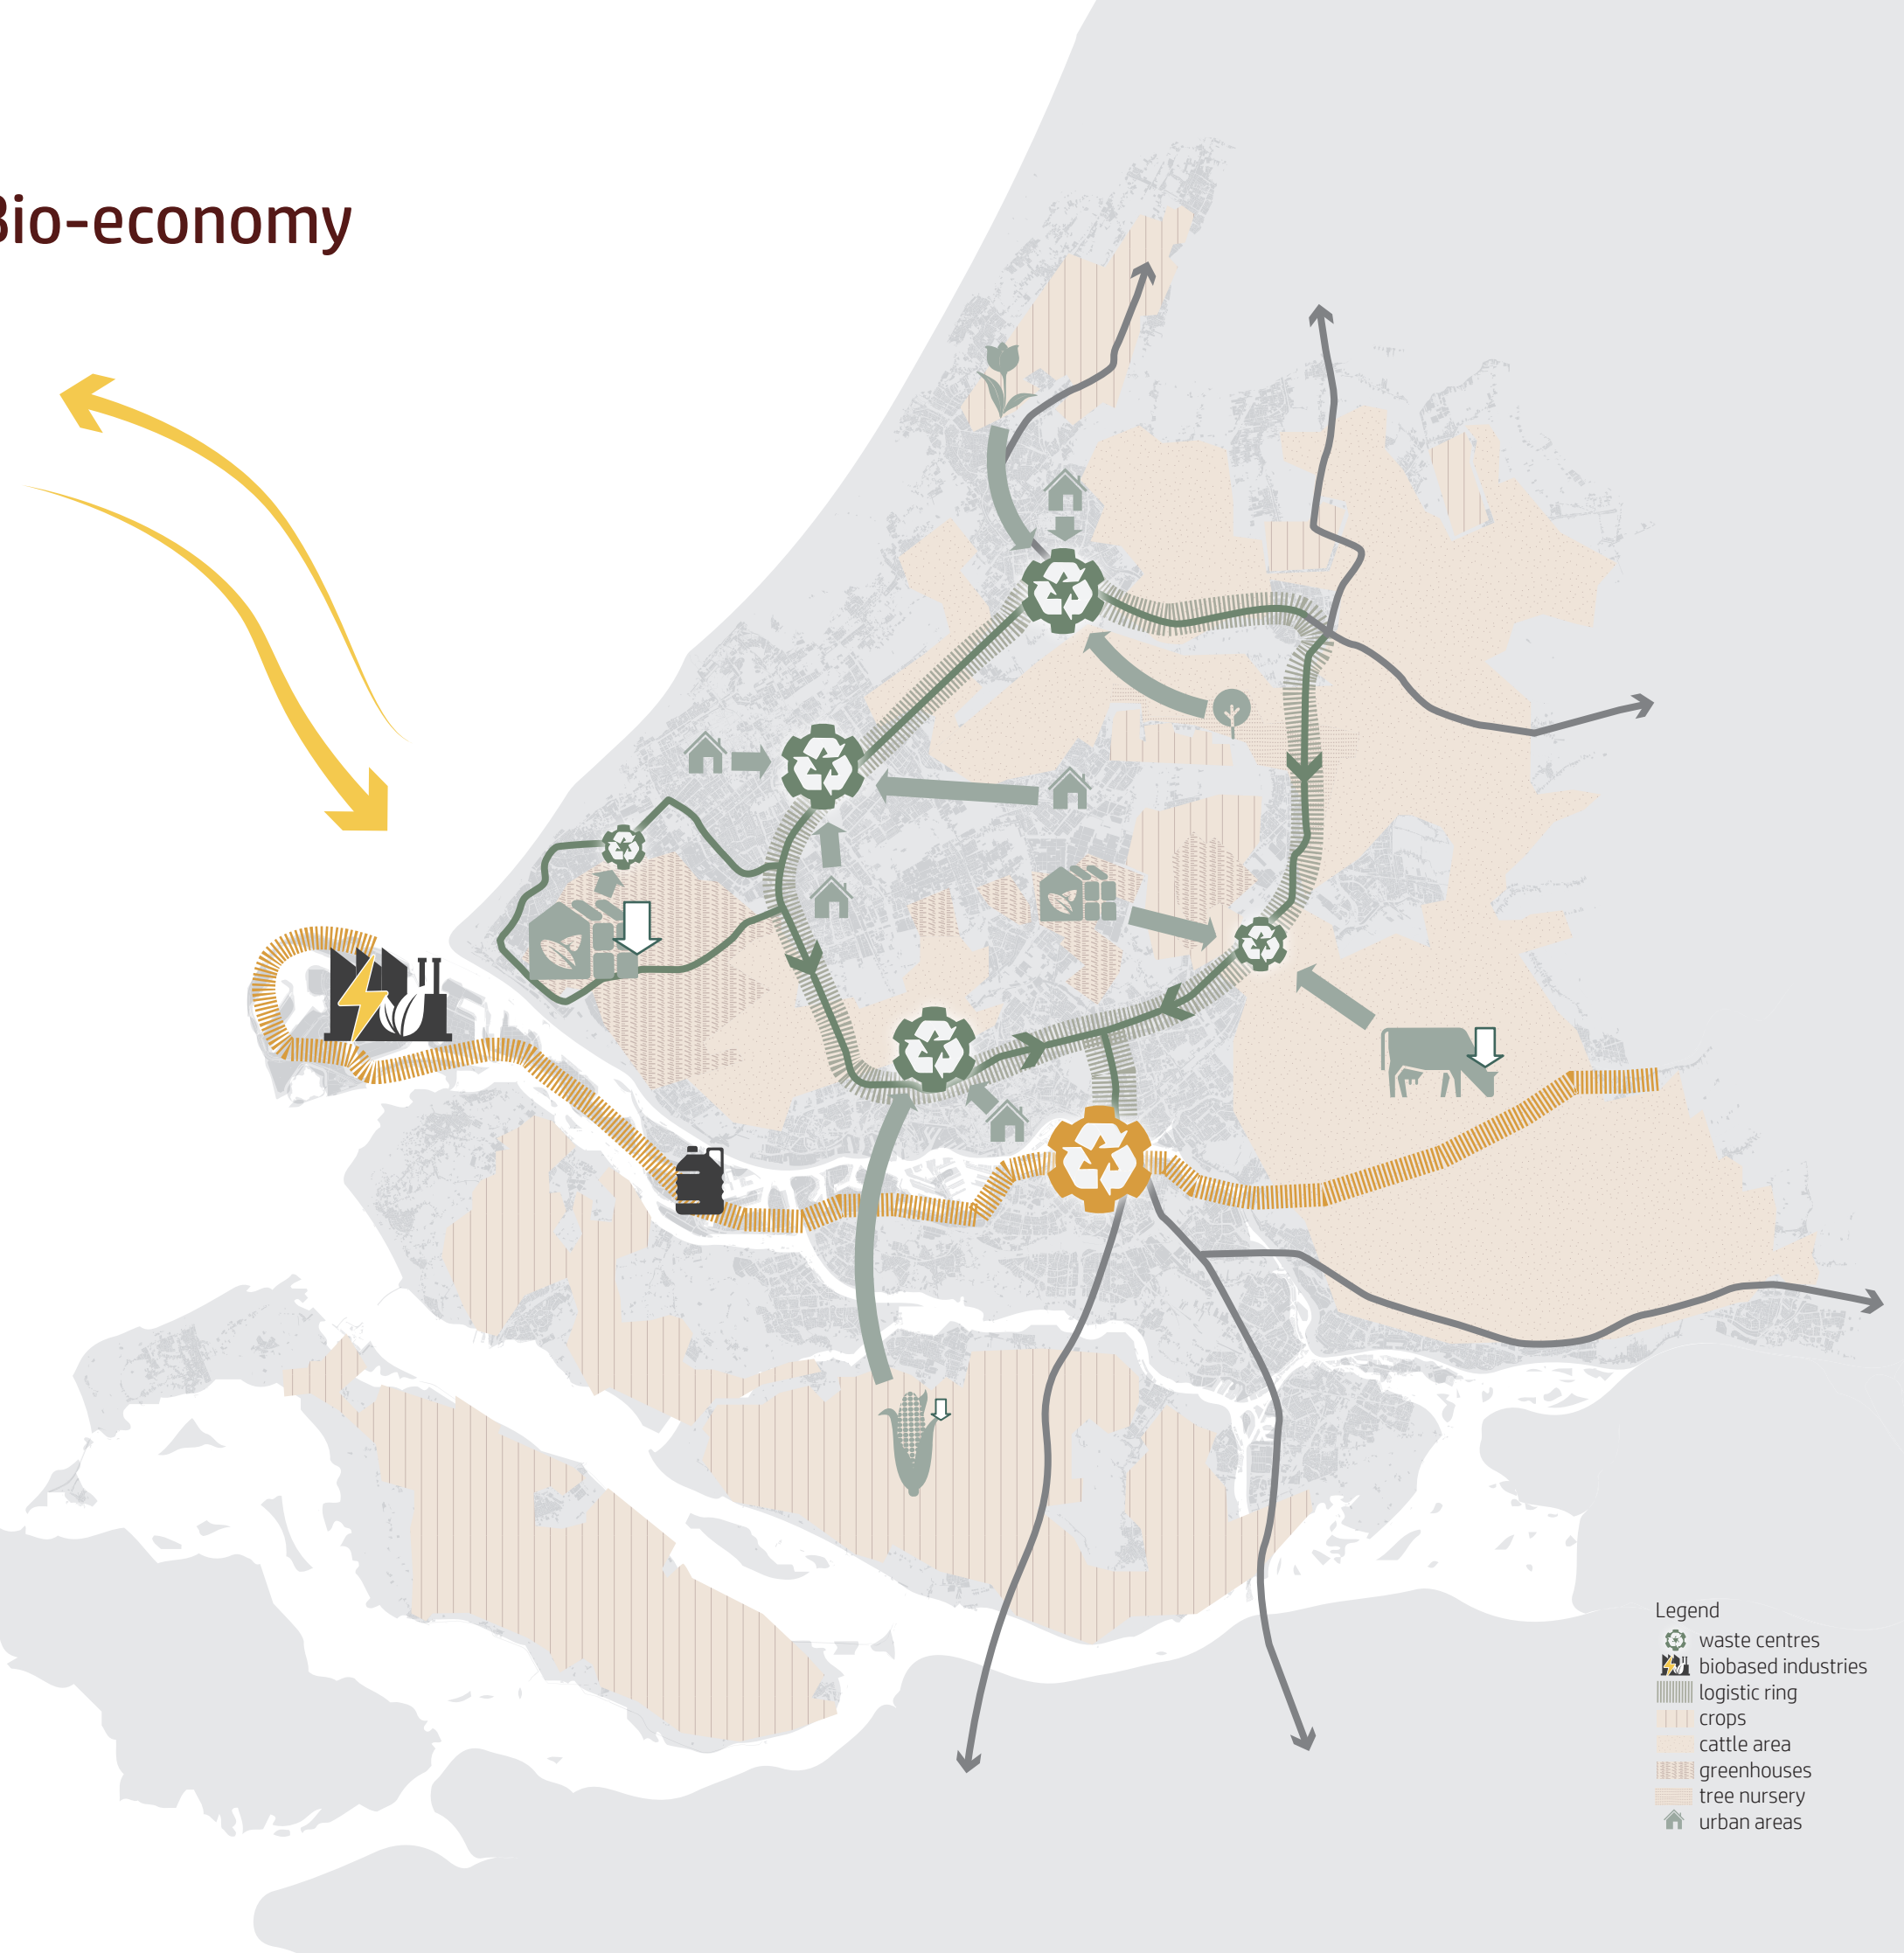 Bio-economy
Legend
waste centres
biobased industries
logistic ring
crops
cattle area
greenhouses
tree nursery
urban areas